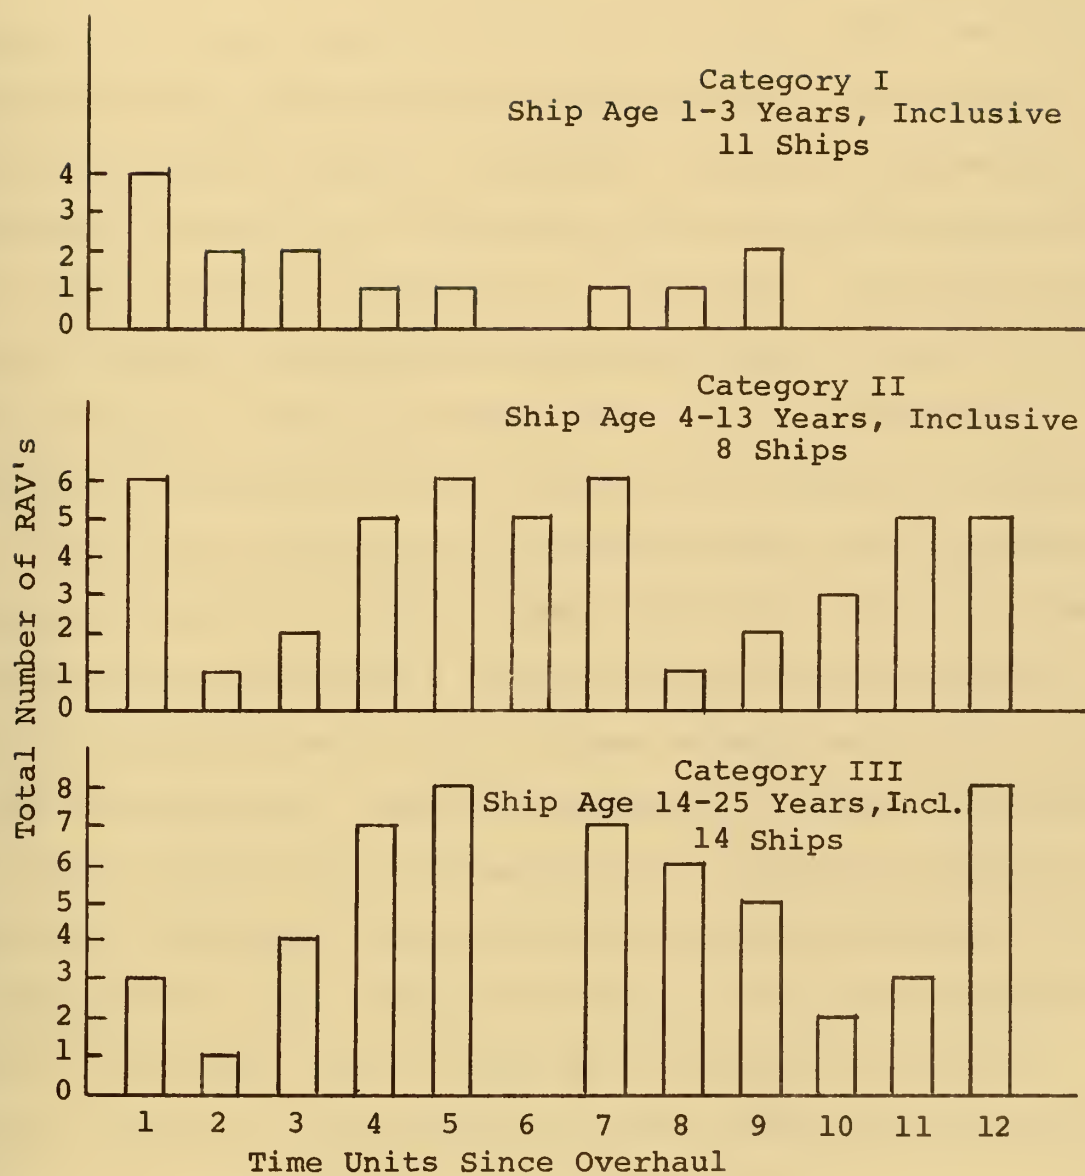 Category I
Ship Age 1-3 Years, Inclusive
11 Ships
4
3
2
1
0
Category II
Ship Age 4-13 Years, Inclusive
8 Ships
6
5
4
3
2
1
0
Total Number of RAV's
Category III
Ship Age 14-25 Years,Incl.
14 Ships
8
7
6
5
4
3
2
1
0
1 2 3 4 5 6 7 8 9 10 11 12
Time Units Since Overhaul